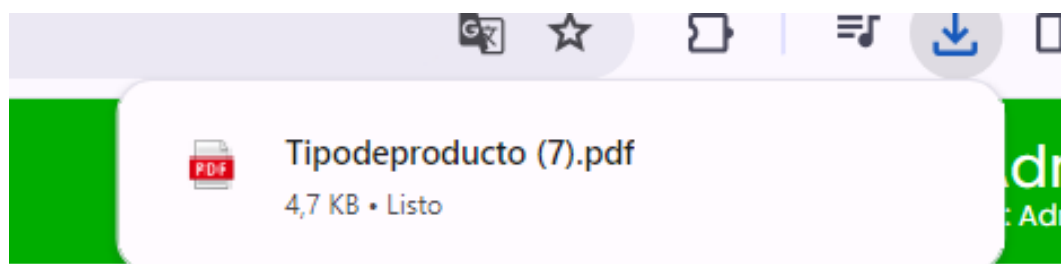 Tipodeproducto (7).pdf
PDF
4,7 KB • Listo